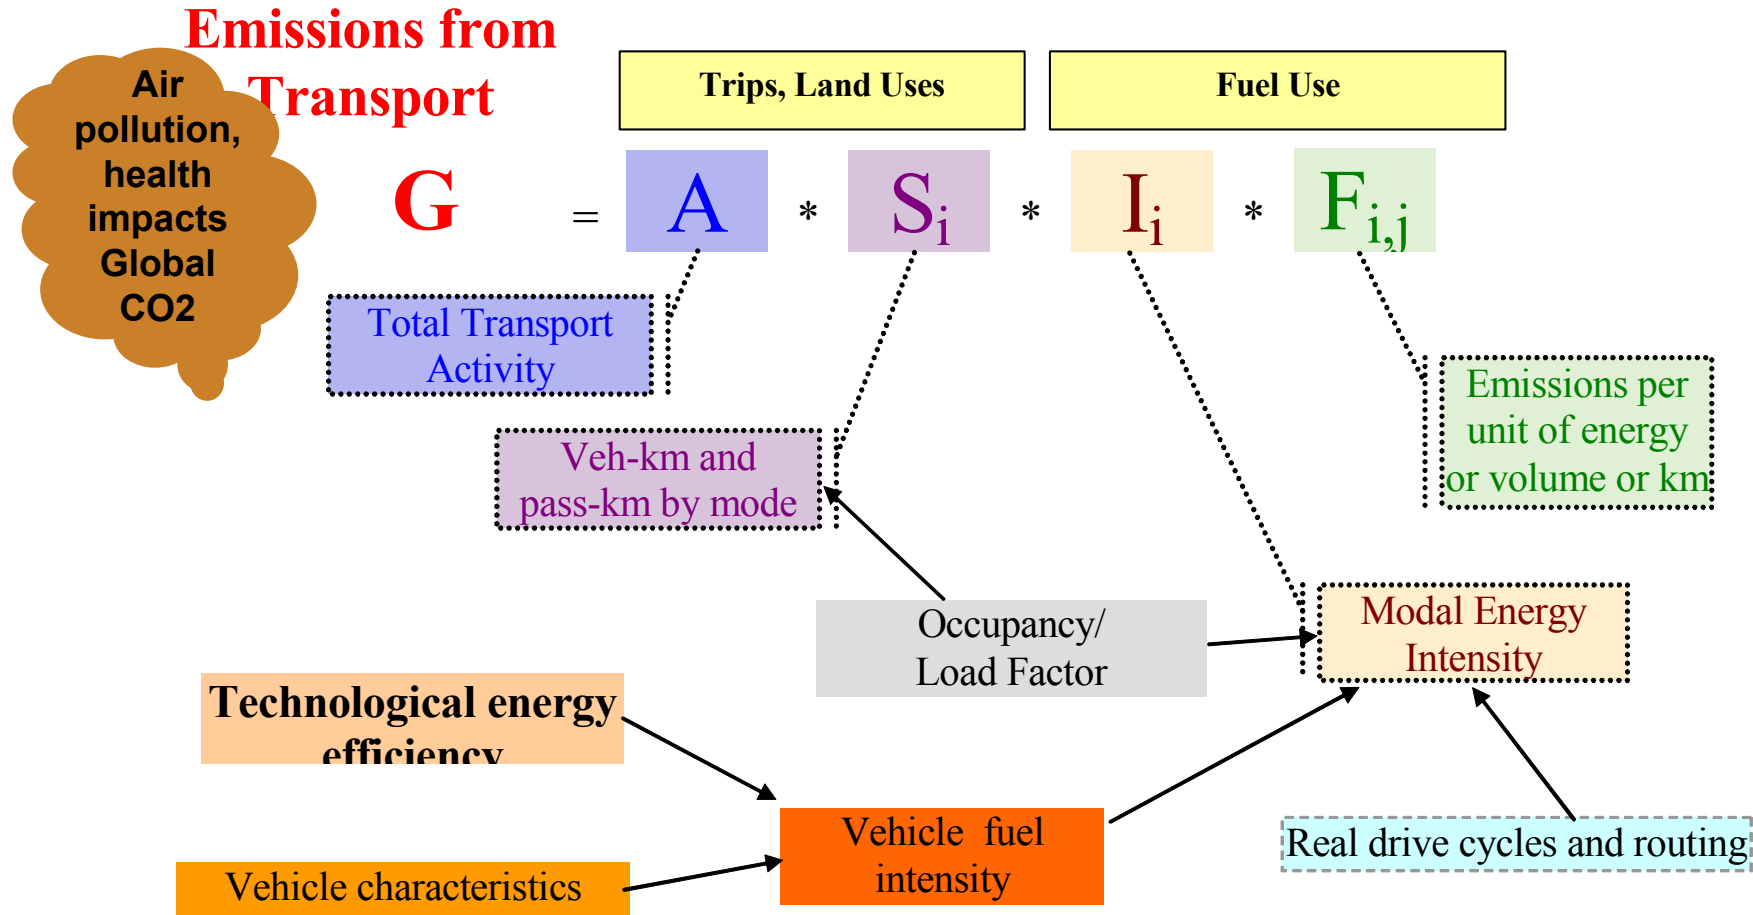 Emissions from
Transport
Air
pollution,
health
impacts
Global
CO2
Trips, Land Uses
Fuel Use
G = A * Si * Ii * Fi,j
Total Transport
Activity
Veh-km and
pass-km by mode
Emissions per
unit of energy
or volume or km
Occupancy/
Load Factor
Modal Energy
Intensity
Technological energy
efficiency
Vehicle fuel
intensity
Vehicle characteristics
Real drive cycles and routing